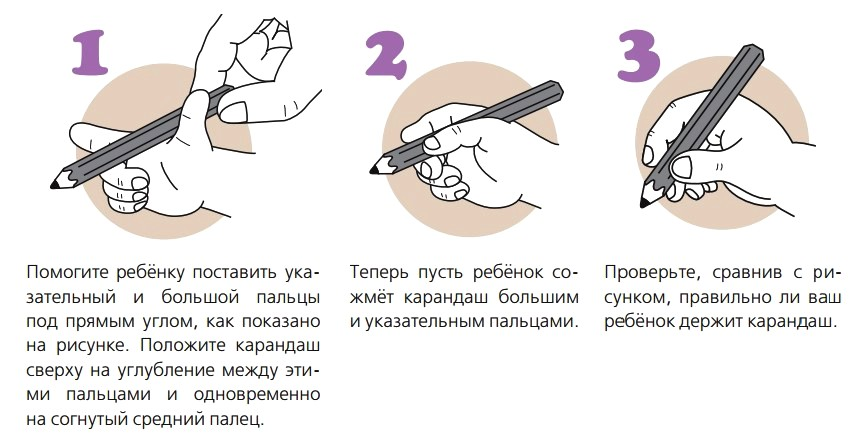 1
Помогите ребёнку поставить ука-
зательный и большой пальцы
под прямым углом, как показано
на рисунке. Положите карандаш
сверху на углубление между эти-
ми пальцами и одновременно
на согнутый средний палец.
2
Теперь пусть ребёнок со-
жмёт карандаш большим
и указательным пальцами.
3
Проверьте, сравнив с ри-
сунком, правильно ли ваш
ребёнок держит карандаш.